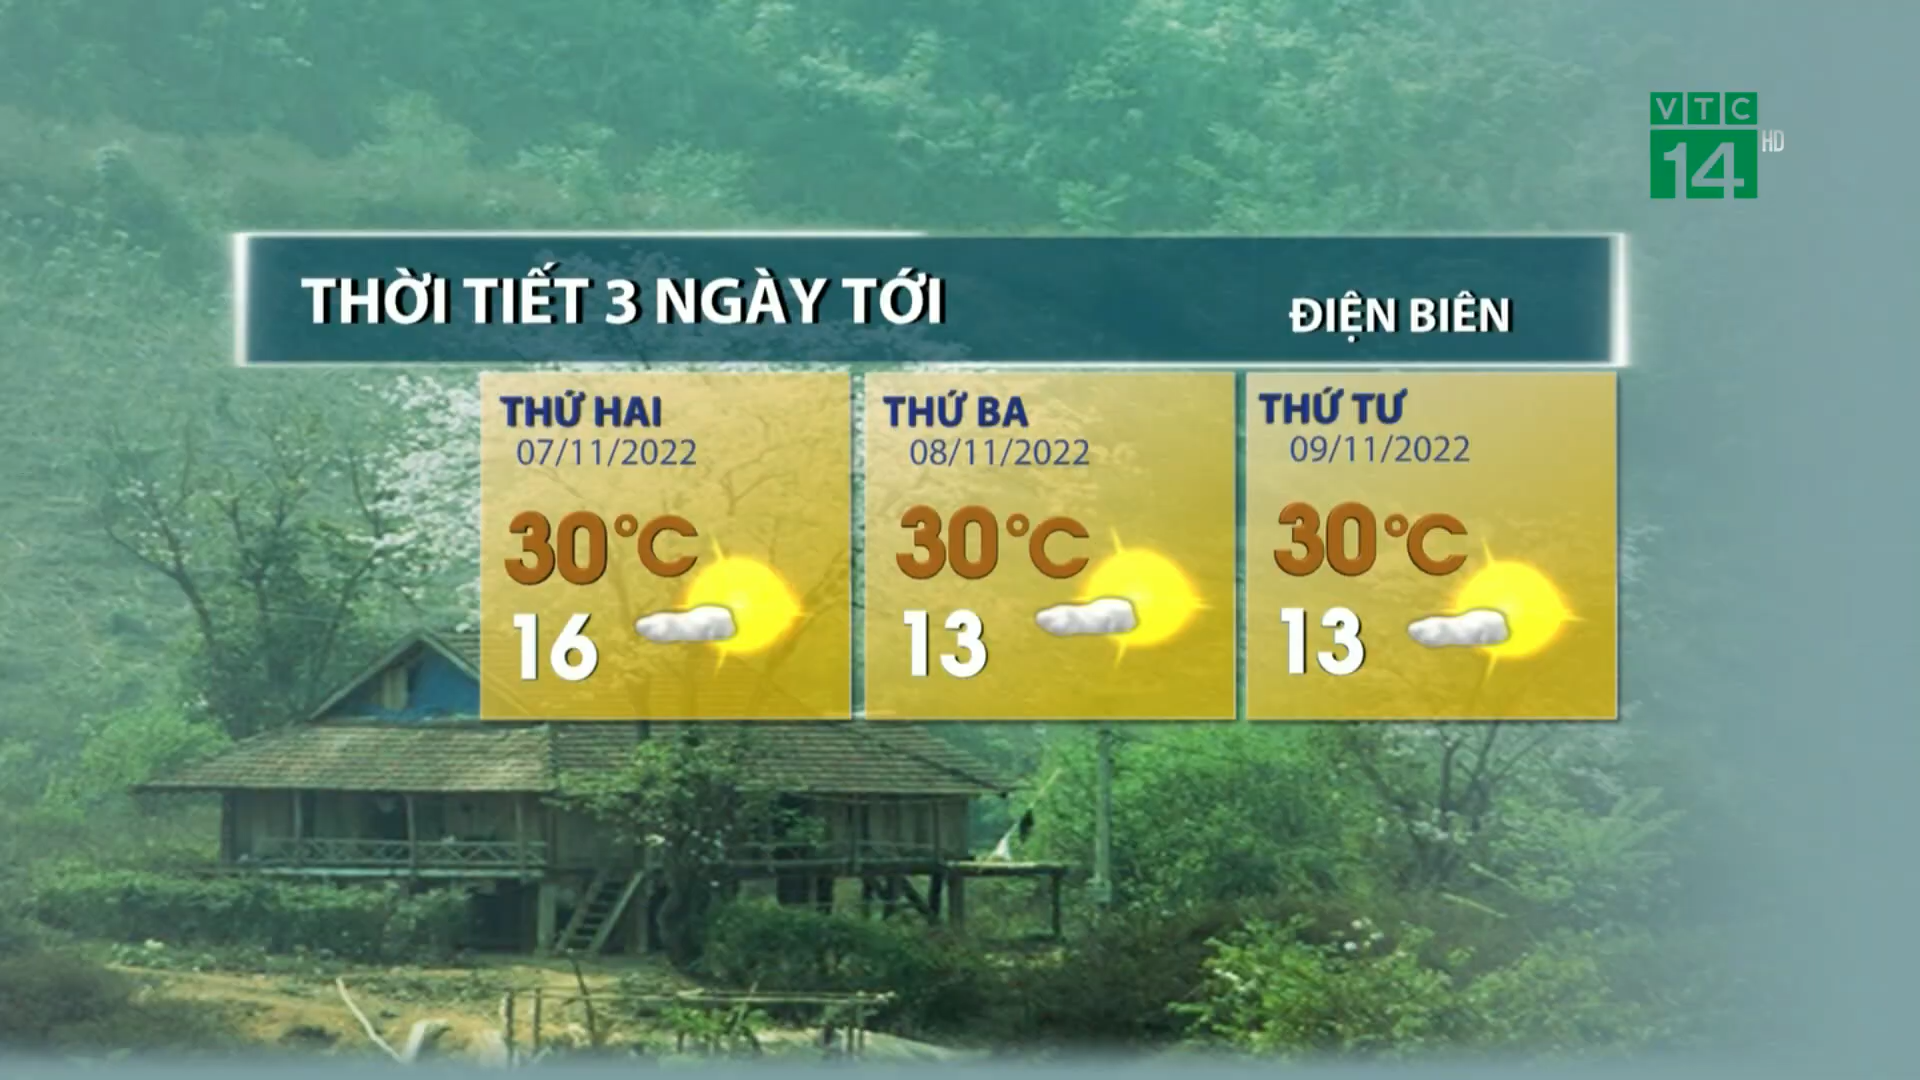 VTC
14 HD
THỜI TIẾT 3 NGÀY TỚI
ĐIỆN BIÊN
THỨ HAI
07/11/2022
30°C
16
THỨ BA
08/11/2022
30°C
13
THỨ TƯ
09/11/2022
30°C
13